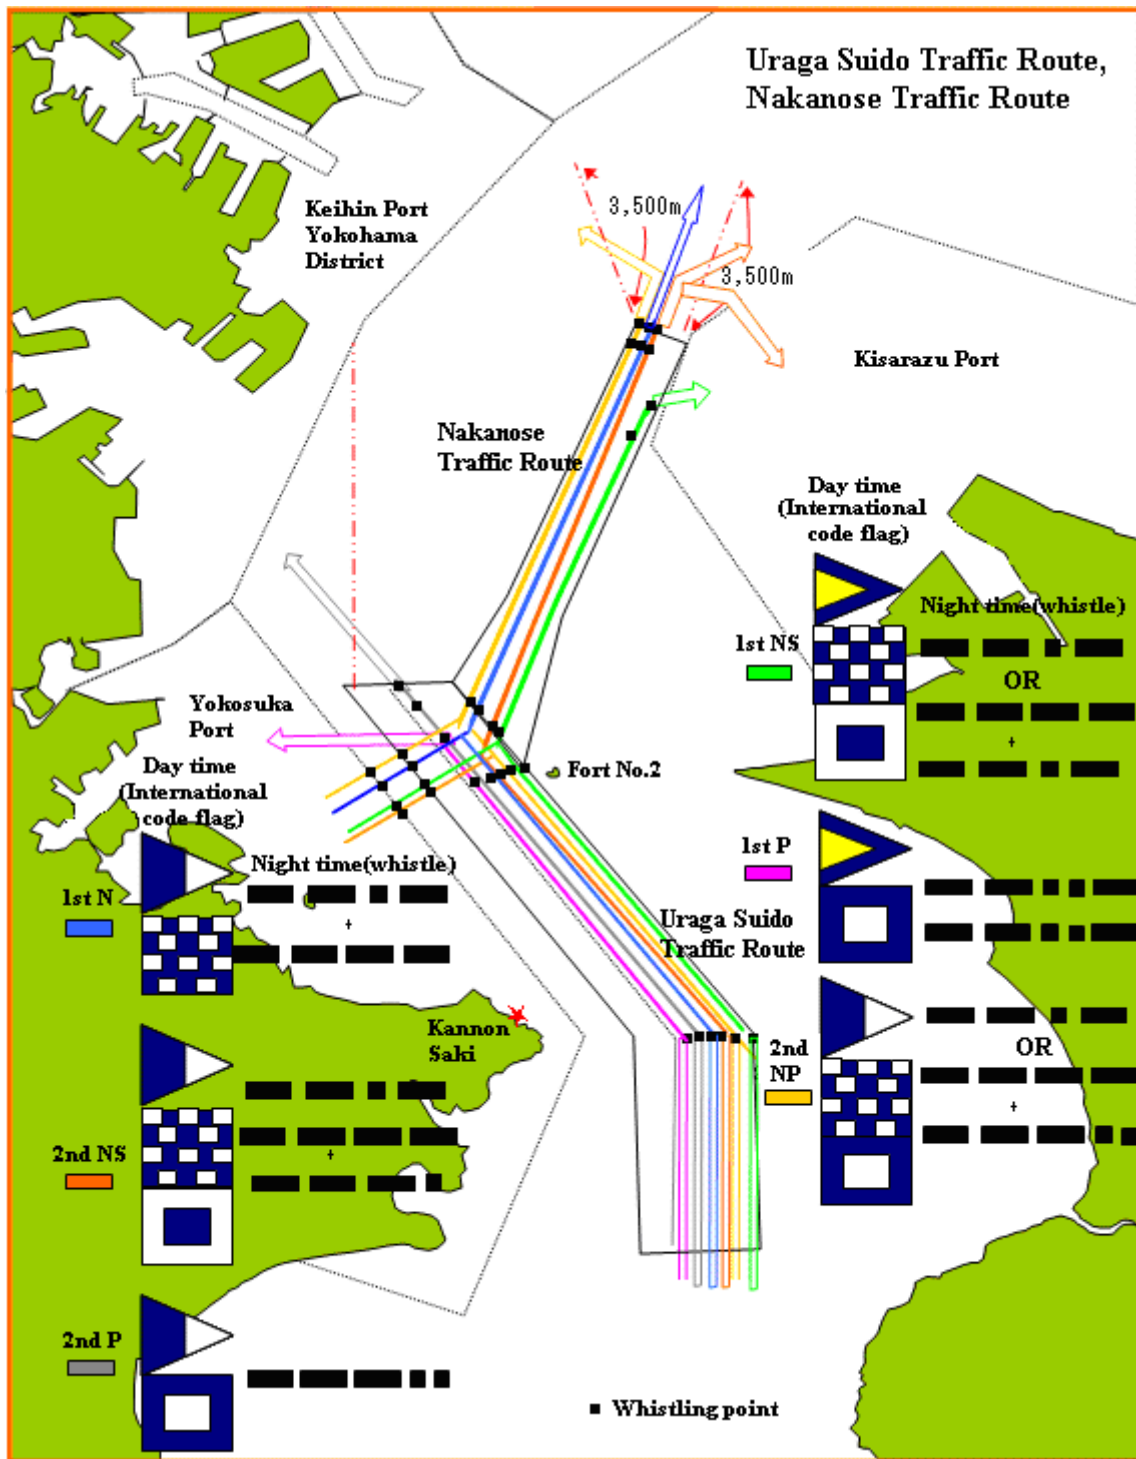 Uraga Suido Traffic Route,
Nakanose Traffic Route
Keihin Port
Yokohama
District
3,500m
3,500m
Kisarazu Port
Nakanose
Traffic Route
Day time
(International
code flag)
Night time(whistle)
1st NS
OR
+
Yokosuka
Port
Fort No.2
Day time
(International
code flag)
Night time(whistle)
1st N
+
1st P
Uraga Suido
Traffic Route
Kannon
Saki
2nd
NP
OR
+
2nd NS
+
2nd P
Whistling point